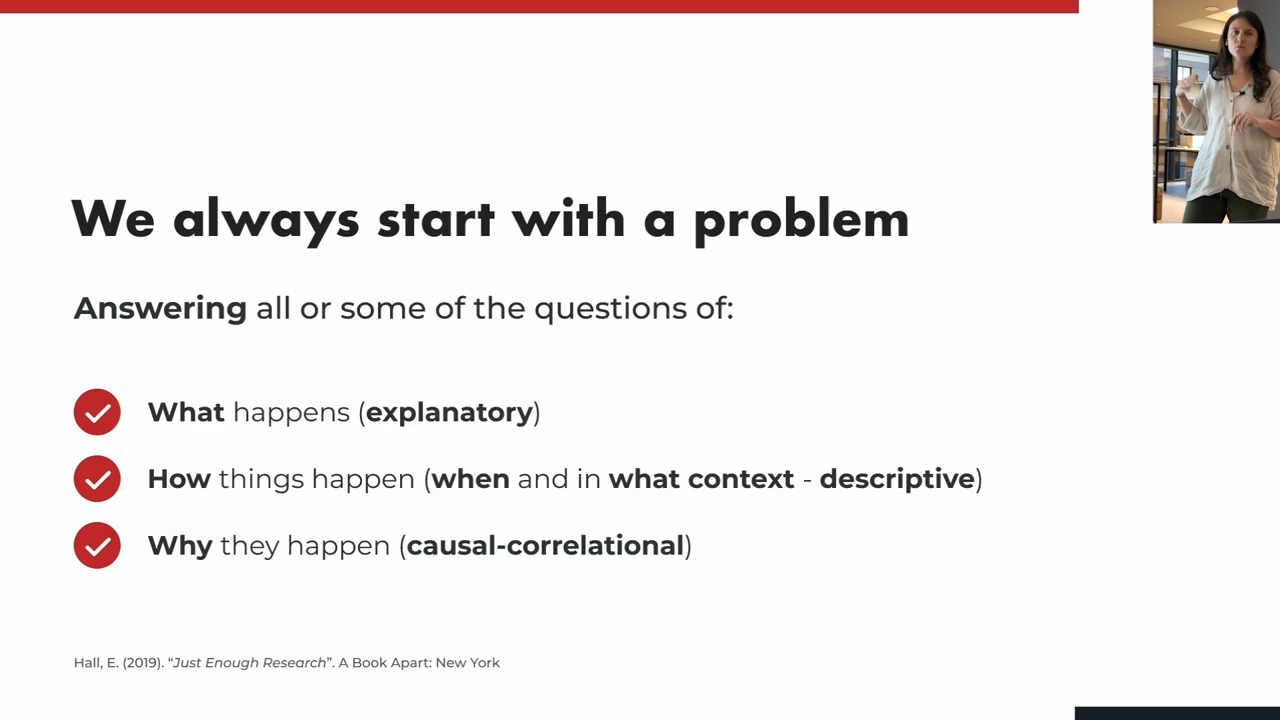 We always start with a problem
Answering all or some of the questions of:
What happens (explanatory)
How things happen (when and in what context - descriptive)
Why they happen (causal-correlational)
Hall, E. (2019). “Just Enough Research”. A Book Apart: New York